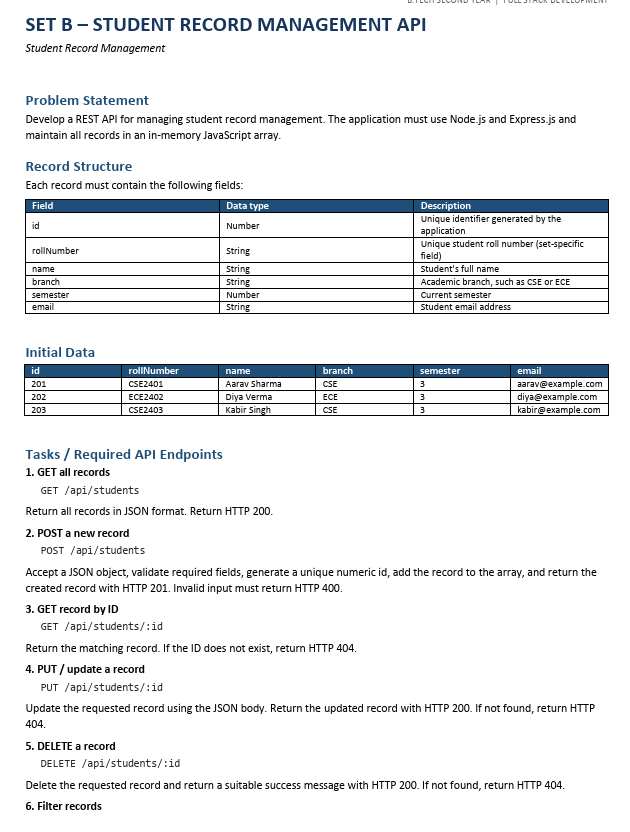 B.TECH SECOND YEAR | FULL STACK DEVELOPMENT
SET B – STUDENT RECORD MANAGEMENT API
Student Record Management
Problem Statement
Develop a REST API for managing student record management. The application must use Node.js and Express.js and
maintain all records in an in-memory JavaScript array.
Record Structure
Each record must contain the following fields:
Field Data type Description
id Number Unique identifier generated by the
application
rollNumber String Unique student roll number (set-specific
field)
name String Student's full name
branch String Academic branch, such as CSE or ECE
semester Number Current semester
email String Student email address
Initial Data
id rollNumber name branch semester email
201 CSE2401 Aarav Sharma CSE 3 aarav@example.com
202 ECE2402 Diya Verma ECE 3 diya@example.com
203 CSE2403 Kabir Singh CSE 3 kabir@example.com
Tasks / Required API Endpoints
1. GET all records
GET /api/students
Return all records in JSON format. Return HTTP 200.
2. POST a new record
POST /api/students
Accept a JSON object, validate required fields, generate a unique numeric id, add the record to the array, and return the
created record with HTTP 201. Invalid input must return HTTP 400.
3. GET record by ID
GET /api/students/:id
Return the matching record. If the ID does not exist, return HTTP 404.
4. PUT / update a record
PUT /api/students/:id
Update the requested record using the JSON body. Return the updated record with HTTP 200. If not found, return HTTP
404.
5. DELETE a record
DELETE /api/students/:id
Delete the requested record and return a suitable success message with HTTP 200. If not found, return HTTP 404.
6. Filter records